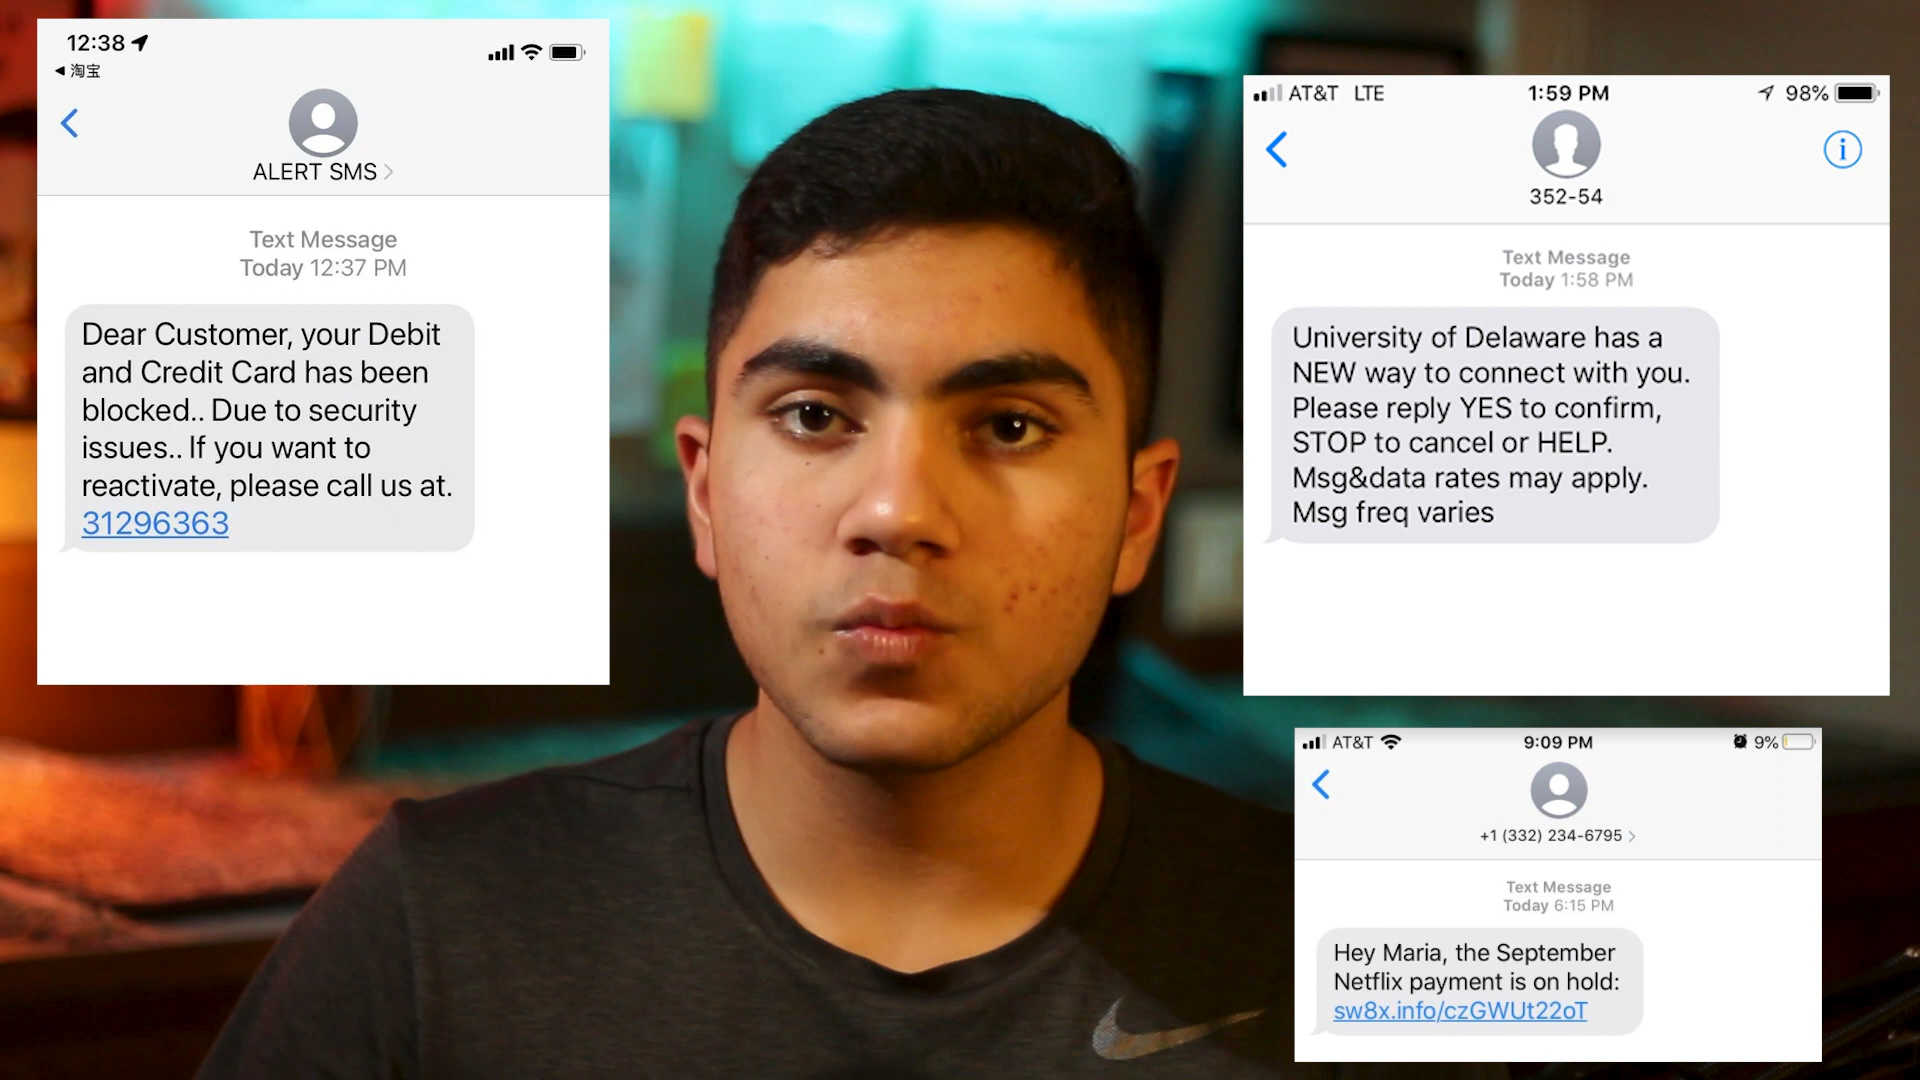 12:38
淘宝
ALERT SMS
Text Message
Today 12:37 PM
Dear Customer, your Debit
and Credit Card has been
blocked.. Due to security
issues.. If you want to
reactivate, please call us at.
31296363
AT&T LTE
1:59 PM
98%
352-54
Text Message
Today 1:58 PM
University of Delaware has a
NEW way to connect with you.
Please reply YES to confirm,
STOP to cancel or HELP.
Msg&data rates may apply.
Msg freq varies
AT&T
9:09 PM
9%
+1 (332) 234-6795
Text Message
Today 6:15 PM
Hey Maria, the September
Netflix payment is on hold:
sw8x.info/czGWUt22oT